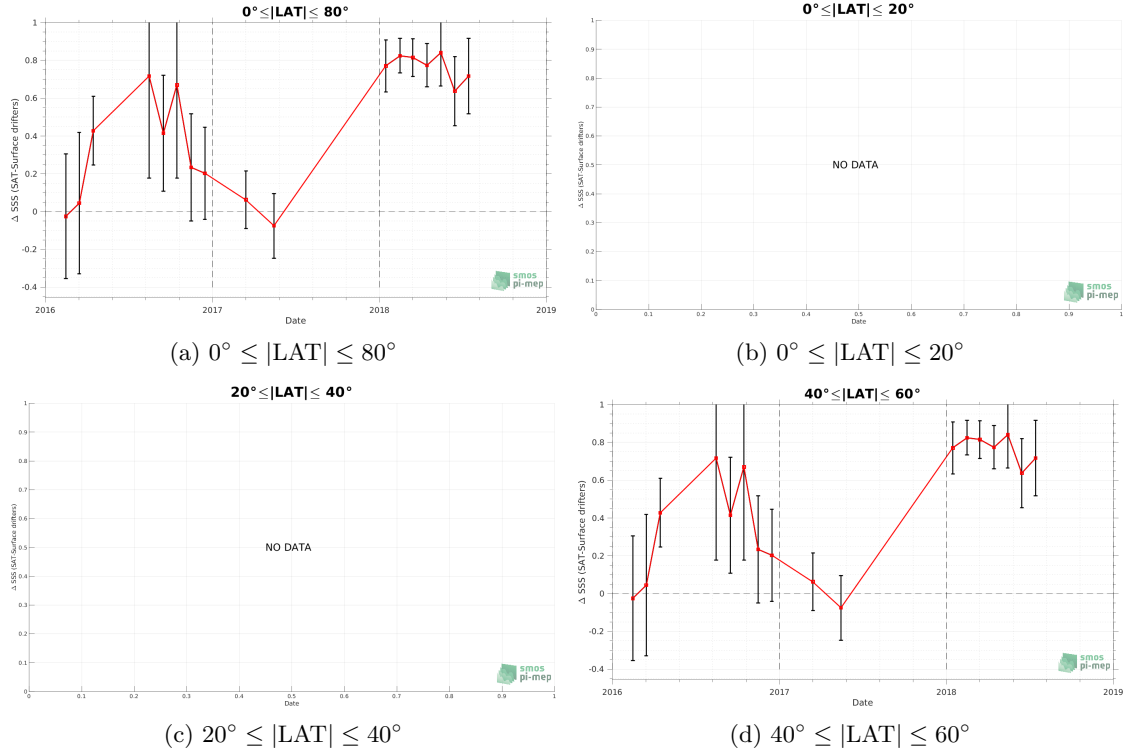 0°≤|LAT|≤ 80°
1
0.8
0.6
0.4
0.2
0
-0.2
-0.4
Δ SSS (SAT-Surface drifters)
2016
2017
2018
2019
Date
smos
pi-mep
(a) 0° ≤ |LAT| ≤ 80°
0°≤|LAT|≤ 20°
1
0.9
0.8
0.7
0.6
0.5
0.4
0.3
0.2
0.1
0
Δ SSS (SAT-Surface drifters)
NO DATA
0 0.1 0.2 0.3 0.4 0.5 0.6 0.7 0.8 0.9 1
Date
smos
pi-mep
(b) 0° ≤ |LAT| ≤ 20°
20°≤|LAT|≤ 40°
1
0.9
0.8
0.7
0.6
0.5
0.4
0.3
0.2
0.1
0
Δ SSS (SAT-Surface drifters)
NO DATA
0 0.1 0.2 0.3 0.4 0.5 0.6 0.7 0.8 0.9 1
Date
smos
pi-mep
(c) 20° ≤ |LAT| ≤ 40°
40°≤|LAT|≤ 60°
1
0.8
0.6
0.4
0.2
0
-0.2
-0.4
Δ SSS (SAT-Surface drifters)
2016
2017
2018
2019
Date
smos
pi-mep
(d) 40° ≤ |LAT| ≤ 60°